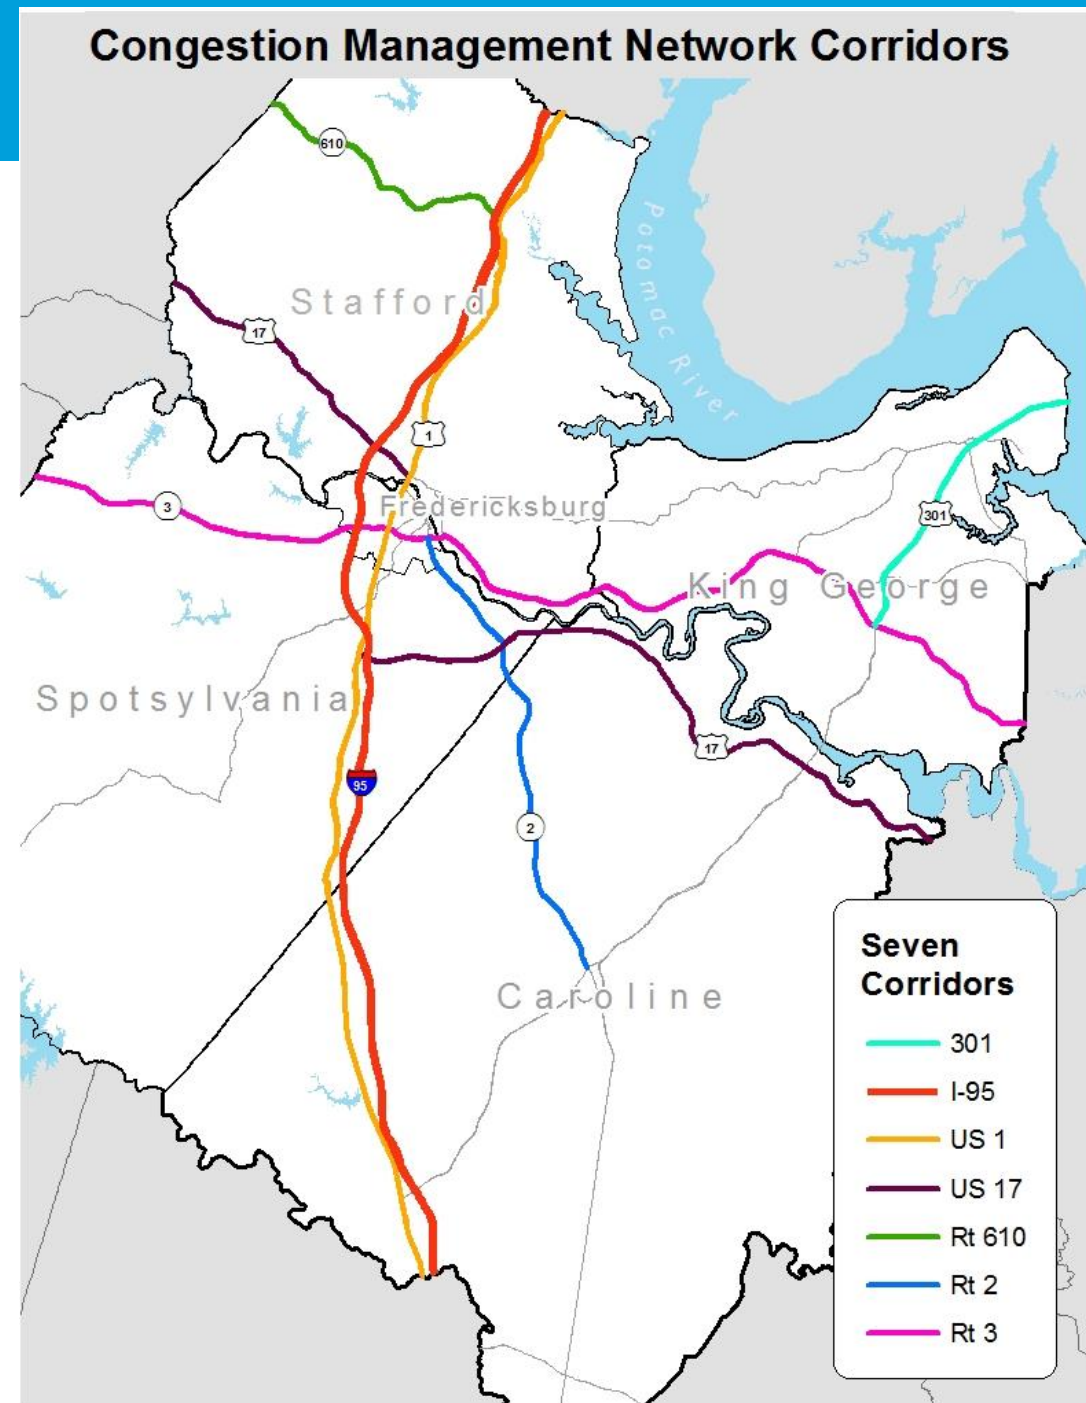 Congestion Management Network Corridors
610
Potomac River
Stafford
17
1
3
Fredericksburg
301
King George
Spotsylvania
17
95
2
Caroline
Seven
Corridors
301
I-95
US 1
US 17
Rt 610
Rt 2
Rt 3